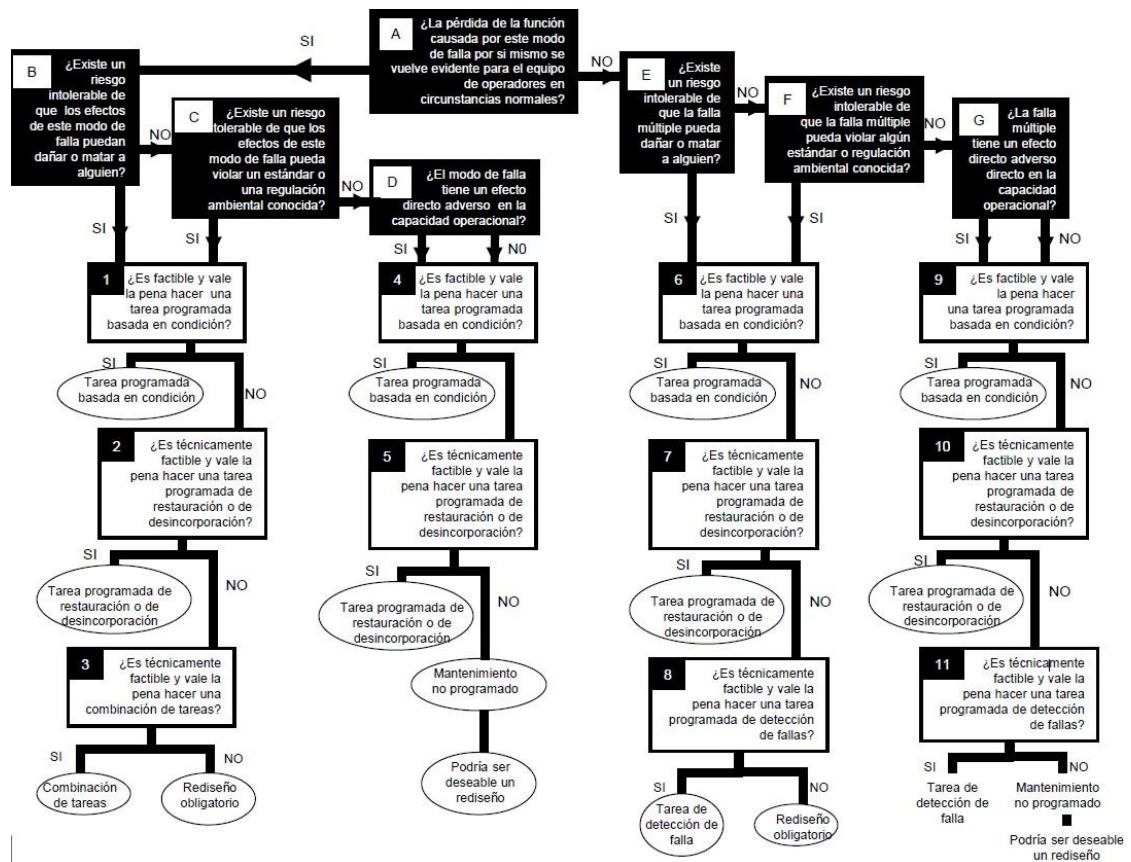 A
¿La pérdida de la función
causada por este modo
de falla por si mismo se
vuelve evidente para el equipo
de operadores en
circunstancias normales?
SI
NO
B
¿Existe un
riesgo
intolerable de
que los efectos
de este modo de
falla puedan
dañar o matar a
alguien?
NO
SI
C
¿Existe un riesgo
intolerable de que los
efectos de este
modo de falla pueda
violar un estándar o
una regulación
ambiental conocida?
NO
SI
D
¿El modo de falla
tiene un efecto
directo adverso en la
capacidad operacional?
SI
N0
E
¿Existe
un riesgo
intolerable de
que la falla
múltiple pueda
dañar o matar
a alguien?
NO
SI
F
¿Existe un riesgo
intolerable de
que la falla múltiple
pueda violar algún
estándar o regulación
ambiental conocida?
NO
SI
G
¿La falla
múltiple
tiene un efecto
directo adverso
directo en la
capacidad
operacional?
SI
NO
1
¿Es factible y vale
la pena hacer una
tarea programada
basada en condición?
SI
NO
Tarea programada
basada en condición
2
¿Es técnicamente
factible y vale la
pena hacer una tarea
programada de
restauración o de
desincorporación?
SI
NO
Tarea programada de
restauración o de
desincorporación
3
¿Es técnicamente
factible y vale la
pena hacer una
combinación de tareas?
SI
NO
Combinación
de tareas
Rediseño
obligatorio
4
¿Es factible y vale
la pena hacer una
tarea programada
basada en condición?
SI
NO
Tarea programada
basada en condición
5
¿Es técnicamente
factible y vale la
pena hacer una tarea
programada de
restauración o de
desincorporación?
SI
NO
Tarea programada de
restauración o de
desincorporación
Mantenimiento
no programado
Podría ser
deseable un
rediseño
6
¿Es factible y vale
la pena hacer una
tarea programada
basada en condición?
SI
NO
Tarea programada
basada en condición
7
¿Es técnicamente
factible y vale la
pena hacer una tarea
programada de
restauración o de
desincorporación?
SI
NO
Tarea programada de
restauración o de
desincorporación
8
¿Es técnicamente
factible y vale la
pena hacer una tarea
programada de detección
de fallas?
SI
NO
Tarea de
detección de
falla
Rediseño
obligatorio
9
¿Es factible y vale
la pena hacer
una tarea programada
basada en condición?
SI
NO
Tarea programada
basada en condición
10
¿Es técnicamente
factible y vale la
pena hacer una tarea
programada de
restauración o de
desincorporación?
SI
NO
Tarea programada de
restauración o de
desincorporación
11
¿Es técnicamente
factible y vale la
pena hacer una tarea
programada de detección
de fallas?
SI
NO
Tarea de
detección de
falla
Mantenimiento
no programado
Podría ser deseable
un rediseño